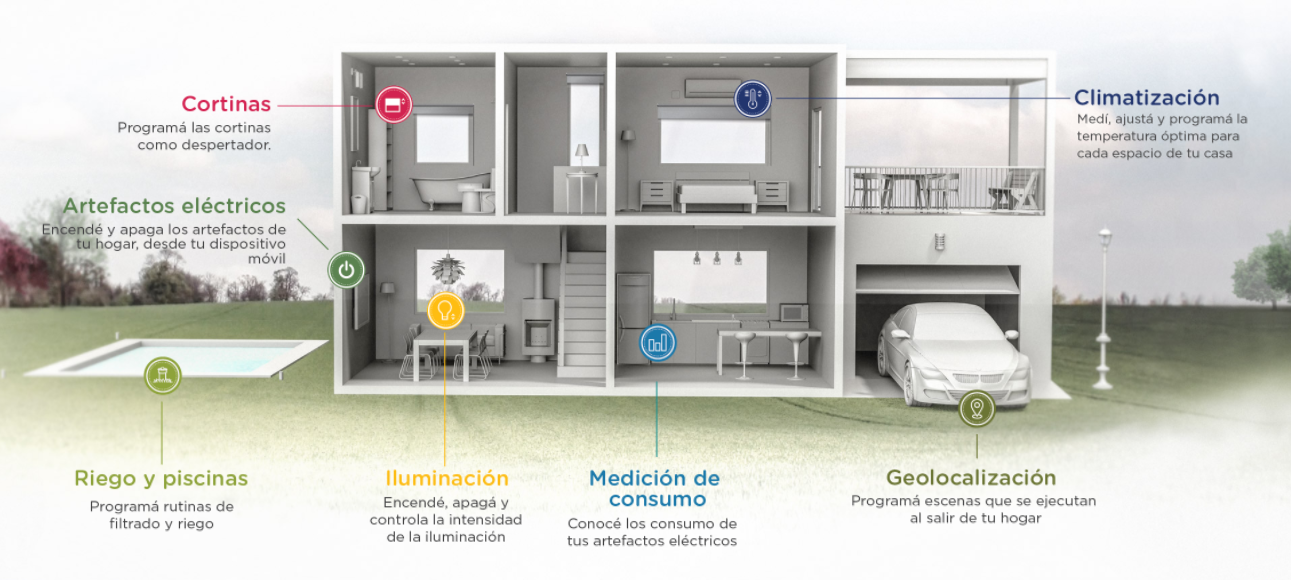 Cortinas
Programá las cortinas
como despertador.
Climatización
Medí, ajustá y programá la
temperatura óptima para
cada espacio de tu casa
Artefactos eléctricos
Encendé y apaga los artefactos de
tu hogar, desde tu dispositivo
móvil
Riego y piscinas
Programá rutinas de
filtrado y riego
Iluminación
Encendé, apagá y
controla la intensidad
de la iluminación
Medición de
consumo
Conocé los consumo de
tus artefactos eléctricos
Geolocalización
Programá escenas que se ejecutan
al salir de tu hogar